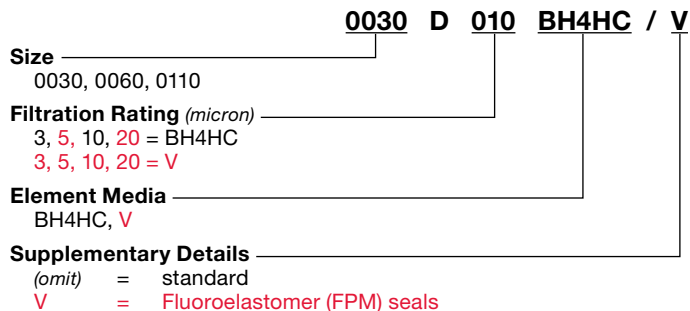 0030 D 010 BH4HC / V
Size
0030, 0060, 0110
Filtration Rating (micron)
3, 5, 10, 20 = BH4HC
3, 5, 10, 20 = V
Element Media
BH4HC, V
Supplementary Details
(omit) = standard
V = Fluoroelastomer (FPM) seals